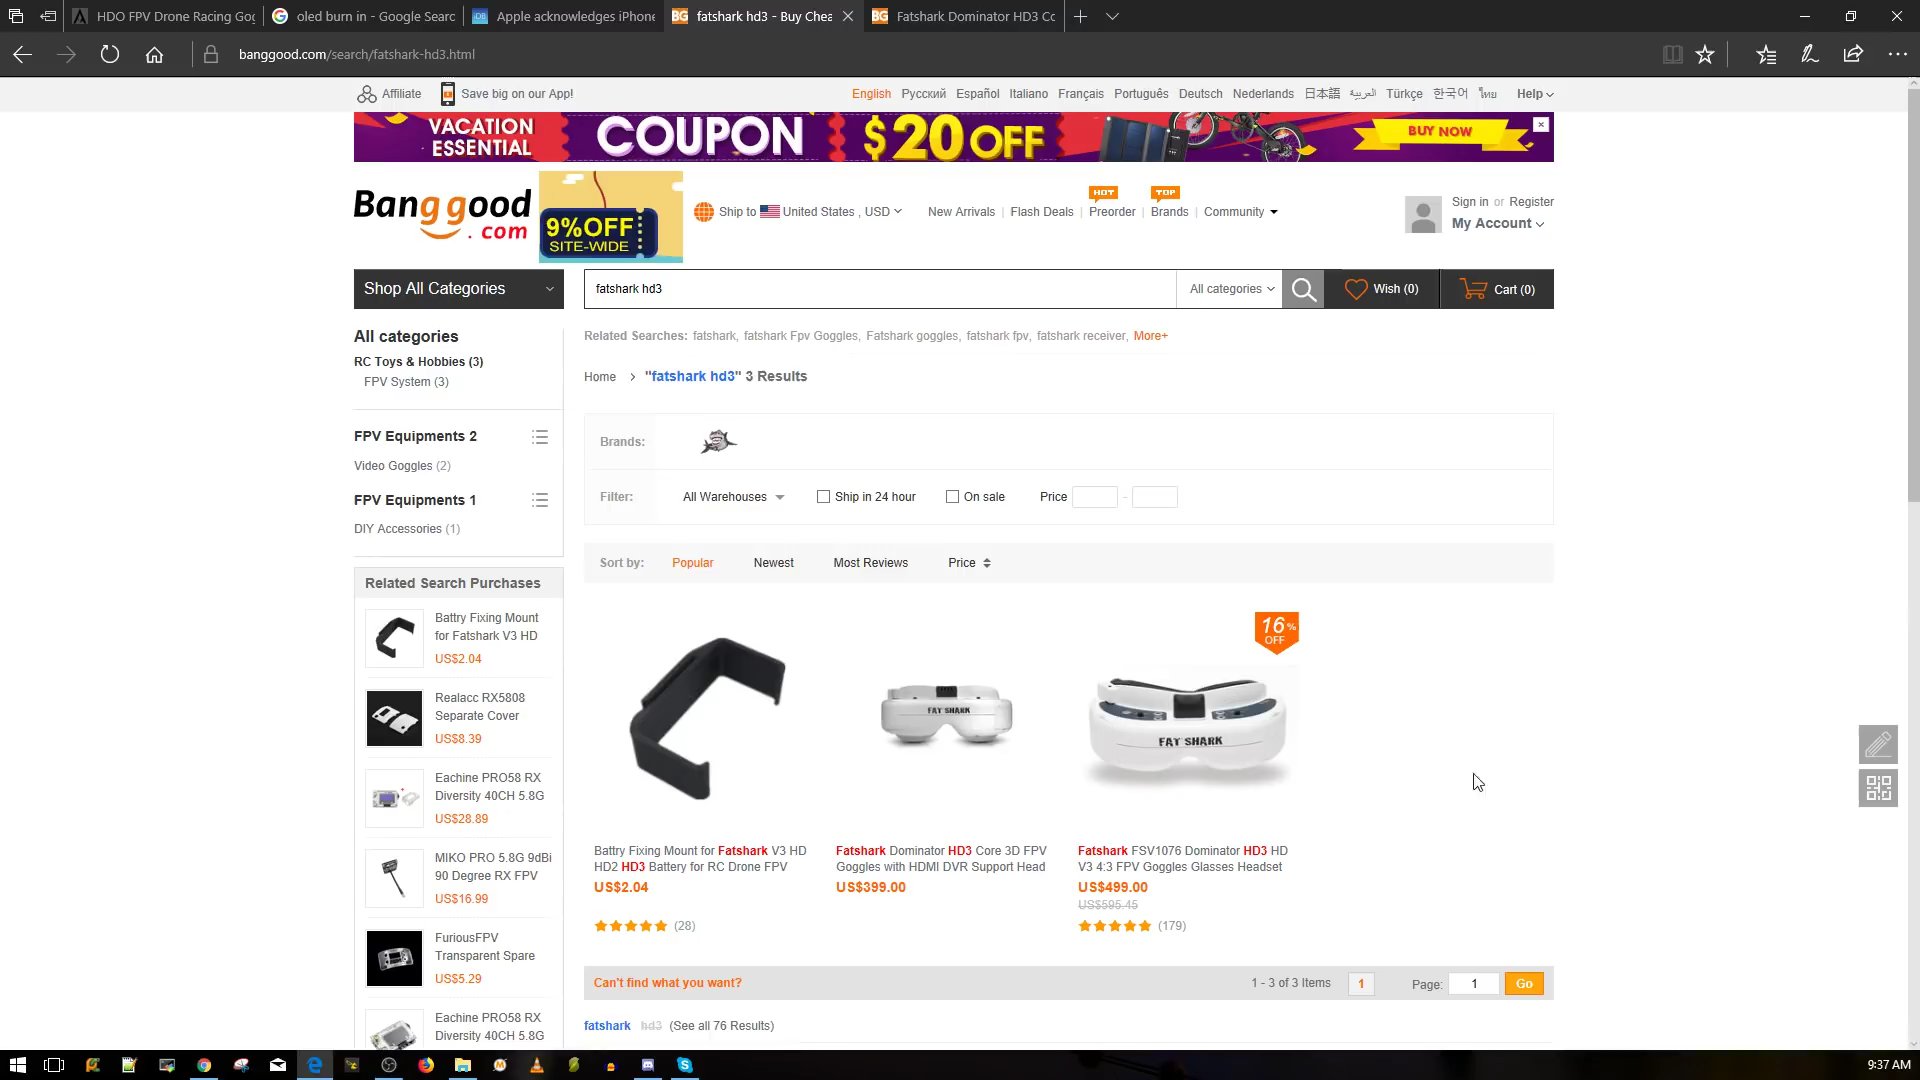 HDO FPV Drone Racing Gog
oled burn in - Google Searc
Apple acknowledges iPhone
BG fatshark hd3 - Buy Chea
BG Fatshark Dominator HD3 Co
banggood.com/search/fatshark-hd3.html
Affiliate
Save big on our App!
English Русский Español Italiano Français Português Deutsch Nederlands 日本語 العربية Türkçe 한국어 ไทย Help
VACATION
ESSENTIAL
COUPON
$20 OFF
BUY NOW
Banggood
.com
9%OFF
SITE-WIDE
Ship to United States , USD
New Arrivals | Flash Deals | Preorder | Brands | Community
HOT
TOP
Sign in or Register
My Account
Shop All Categories
fatshark hd3
All categories
Wish (0)
Cart (0)
Related Searches: fatshark, fatshark Fpv Goggles, Fatshark goggles, fatshark fpv, fatshark receiver, More+
Home > "fatshark hd3" 3 Results
All categories
RC Toys & Hobbies (3)
FPV System (3)
FPV Equipments 2
Video Goggles (2)
FPV Equipments 1
DIY Accessories (1)
Brands:
Filter: All Warehouses Ship in 24 hour On sale Price -
Sort by: Popular Newest Most Reviews Price
Related Search Purchases
Battry Fixing Mount
for Fatshark V3 HD
US$2.04
Realacc RX5808
Separate Cover
US$8.39
Eachine PRO58 RX
Diversity 40CH 5.8G
US$28.89
MIKO PRO 5.8G 9dBi
90 Degree RX FPV
US$16.99
FuriousFPV
Transparent Spare
US$5.29
Eachine PRO58 RX
Diversity 40CH 5.8G
16%
OFF
FAT SHARK
FAT SHARK
Battry Fixing Mount for Fatshark V3 HD
HD2 HD3 Battery for RC Drone FPV
US$2.04
(28)
Fatshark Dominator HD3 Core 3D FPV
Goggles with HDMI DVR Support Head
US$399.00
Fatshark FSV1076 Dominator HD3 HD
V3 4:3 FPV Goggles Glasses Headset
US$499.00
US$595.45
(179)
Can't find what you want?
1 - 3 of 3 Items 1 Page: 1 Go
fatshark hd3 (See all 76 Results)
9:37 AM